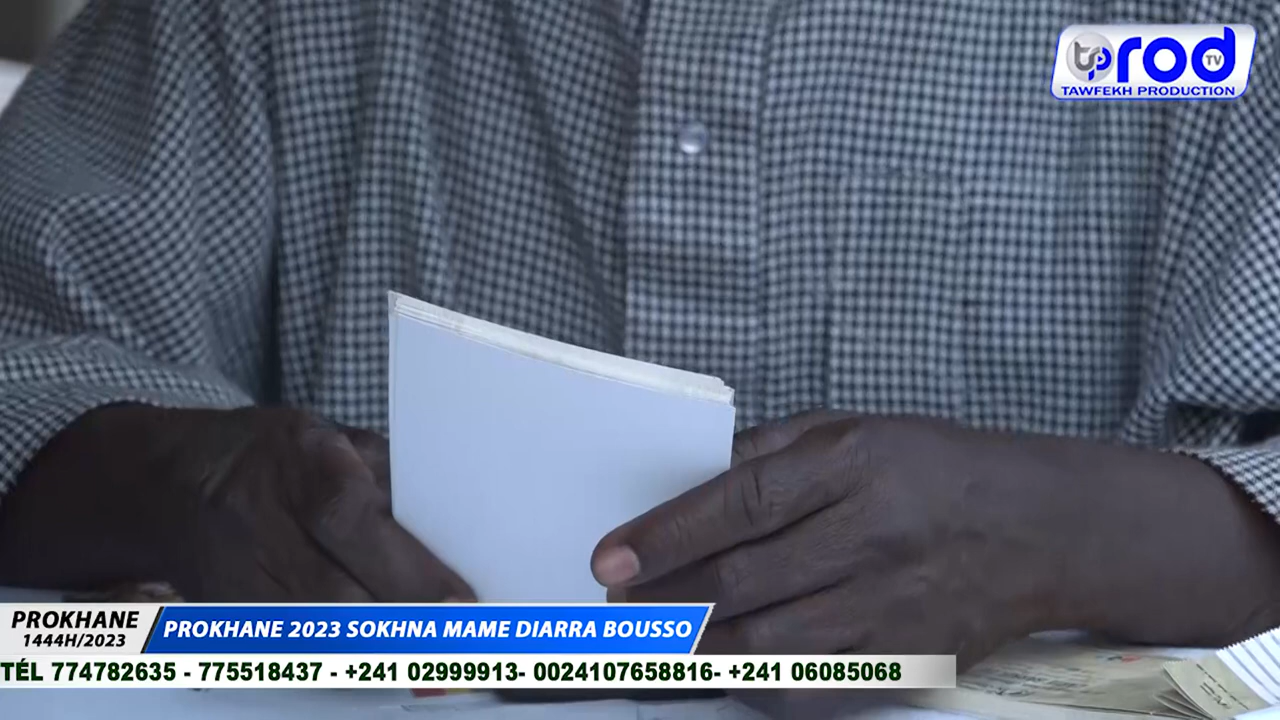 tprod TV
TAWFEKH PRODUCTION
PROKHANE
1444H/2023
PROKHANE 2023 SOKHNA MAME DIARRA BOUSSO
TÉL 774782635 - 775518437 - +241 02999913- 0024107658816- +241 06085068